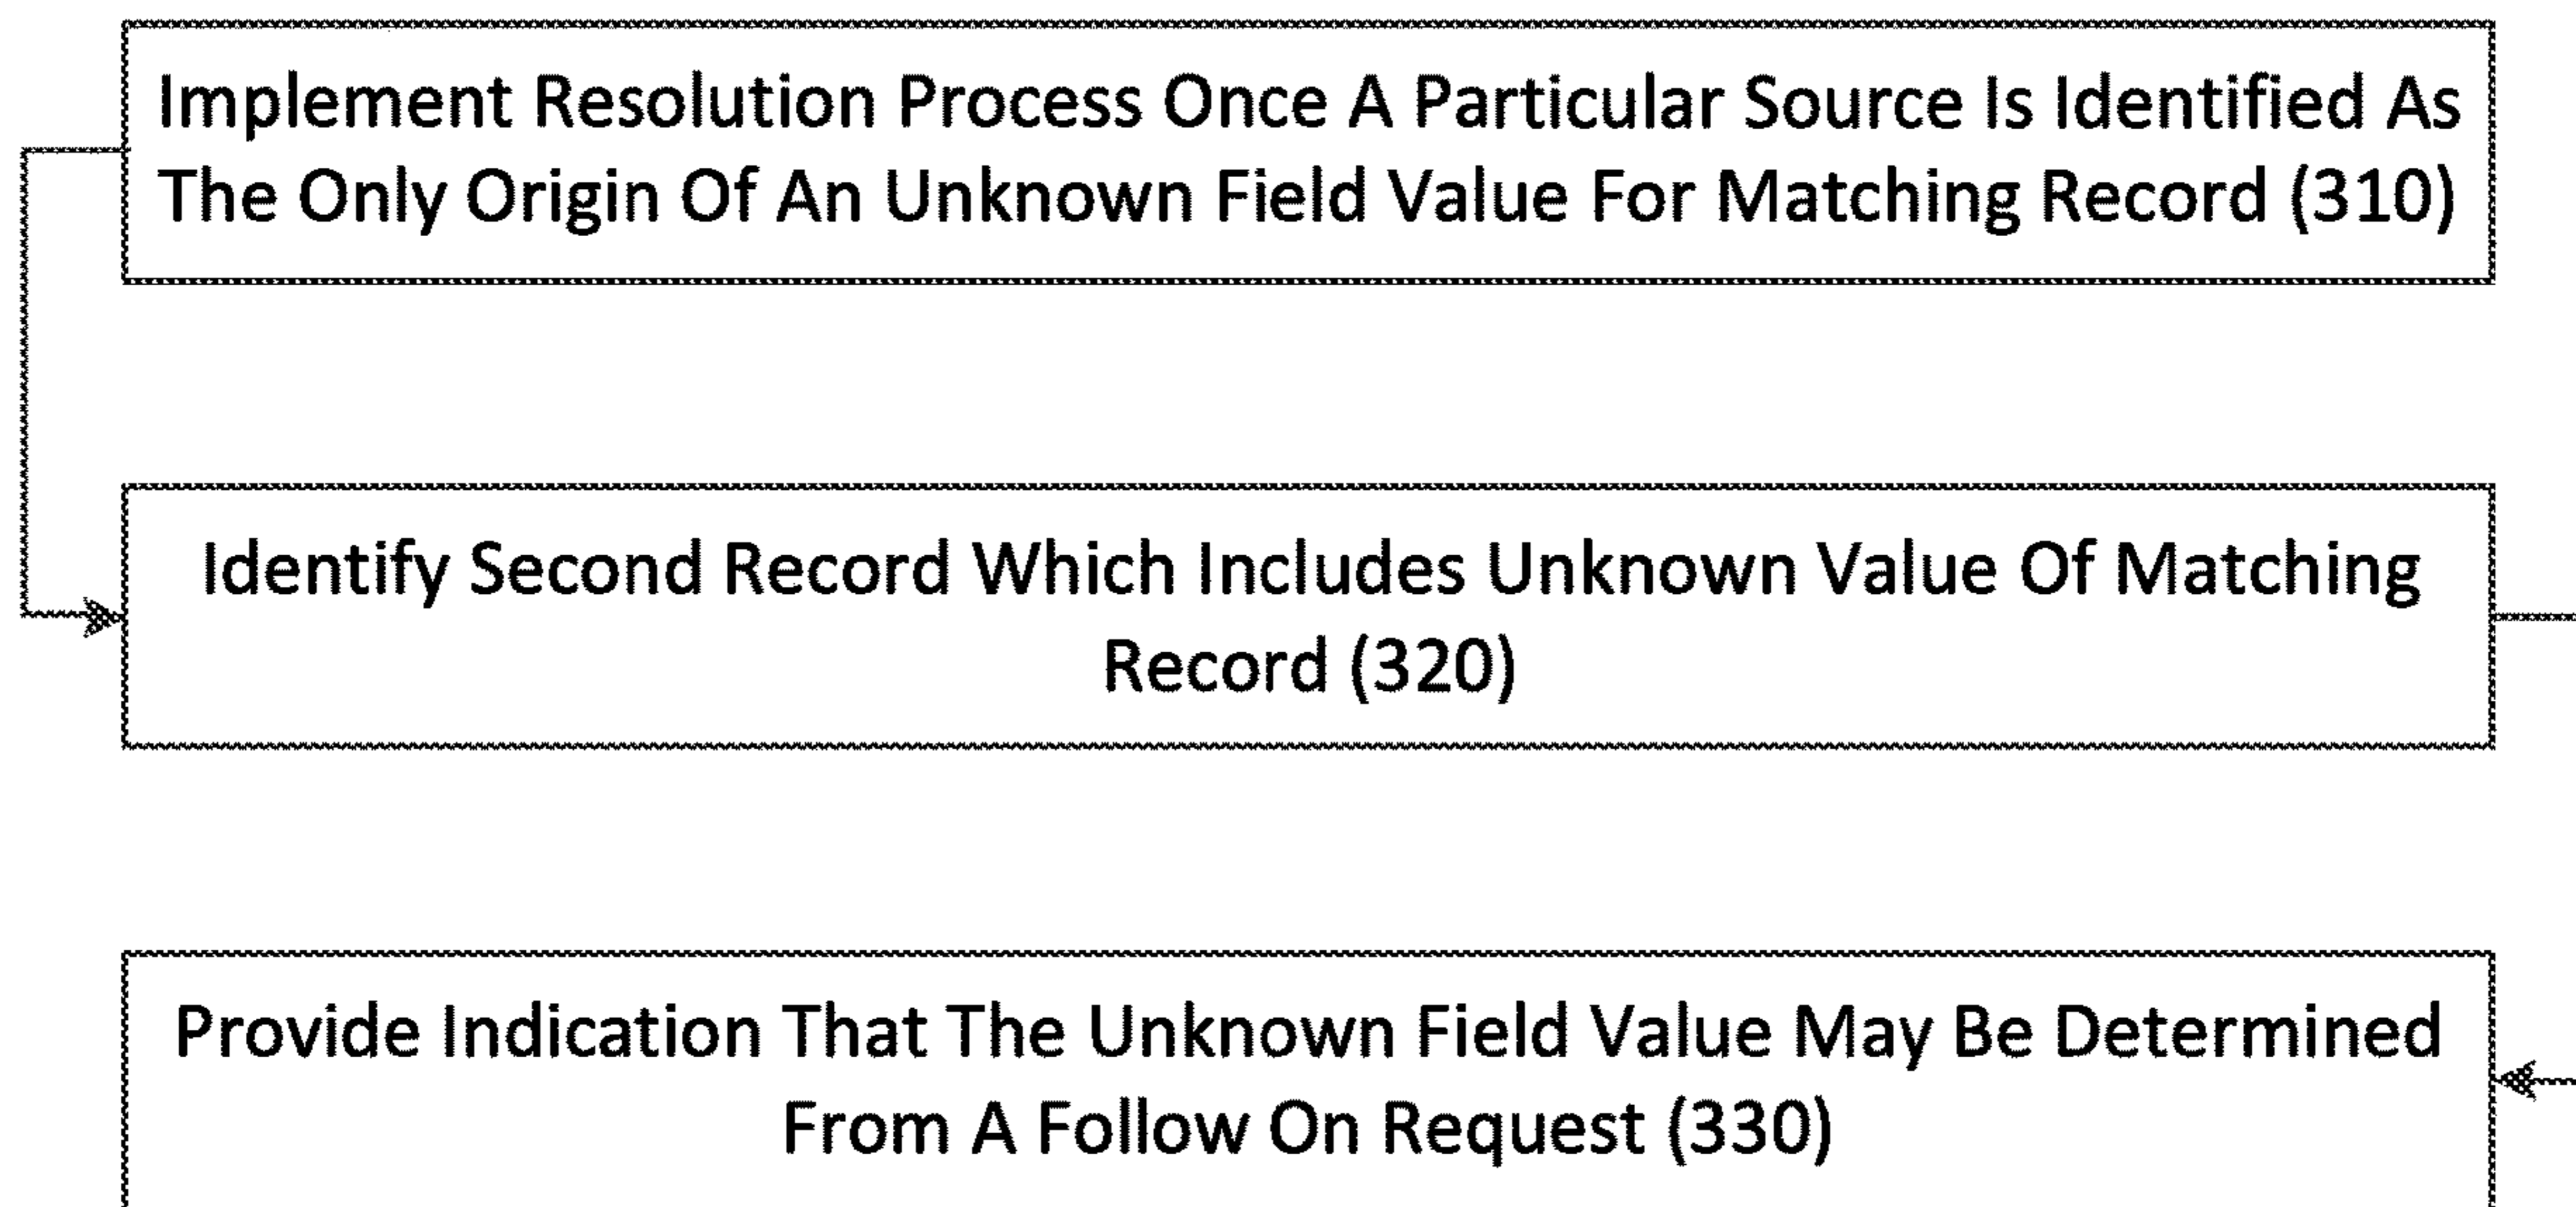 Implement Resolution Process Once A Particular Source Is Identified As
The Only Origin Of An Unknown Field Value For Matching Record (310)
Identify Second Record Which Includes Unknown Value Of Matching
Record (320)
Provide Indication That The Unknown Field Value May Be Determined
From A Follow On Request (330)